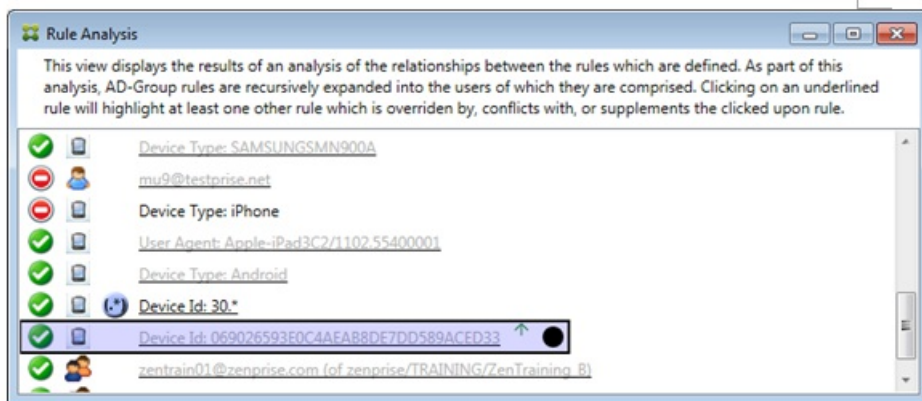 Rule Analysis
This view displays the results of an analysis of the relationships between the rules which are defined. As part of this
analysis, AD-Group rules are recursively expanded into the users of which they are comprised. Clicking on an underlined
rule will highlight at least one other rule which is overriden by, conflicts with, or supplements the clicked upon rule.
Device Type: SAMSUNGSMN900A
mu9@testprise.net
Device Type: iPhone
User Agent: Apple-iPad3C2/1102.55400001
Device Type: Android
(.*) Device Id: 30.*
Device Id: 069026593E0C4AEAB8DE7DD589ACED33
zentrain01@zenprise.com (of zenprise/TRAINING/ZenTraining_B)